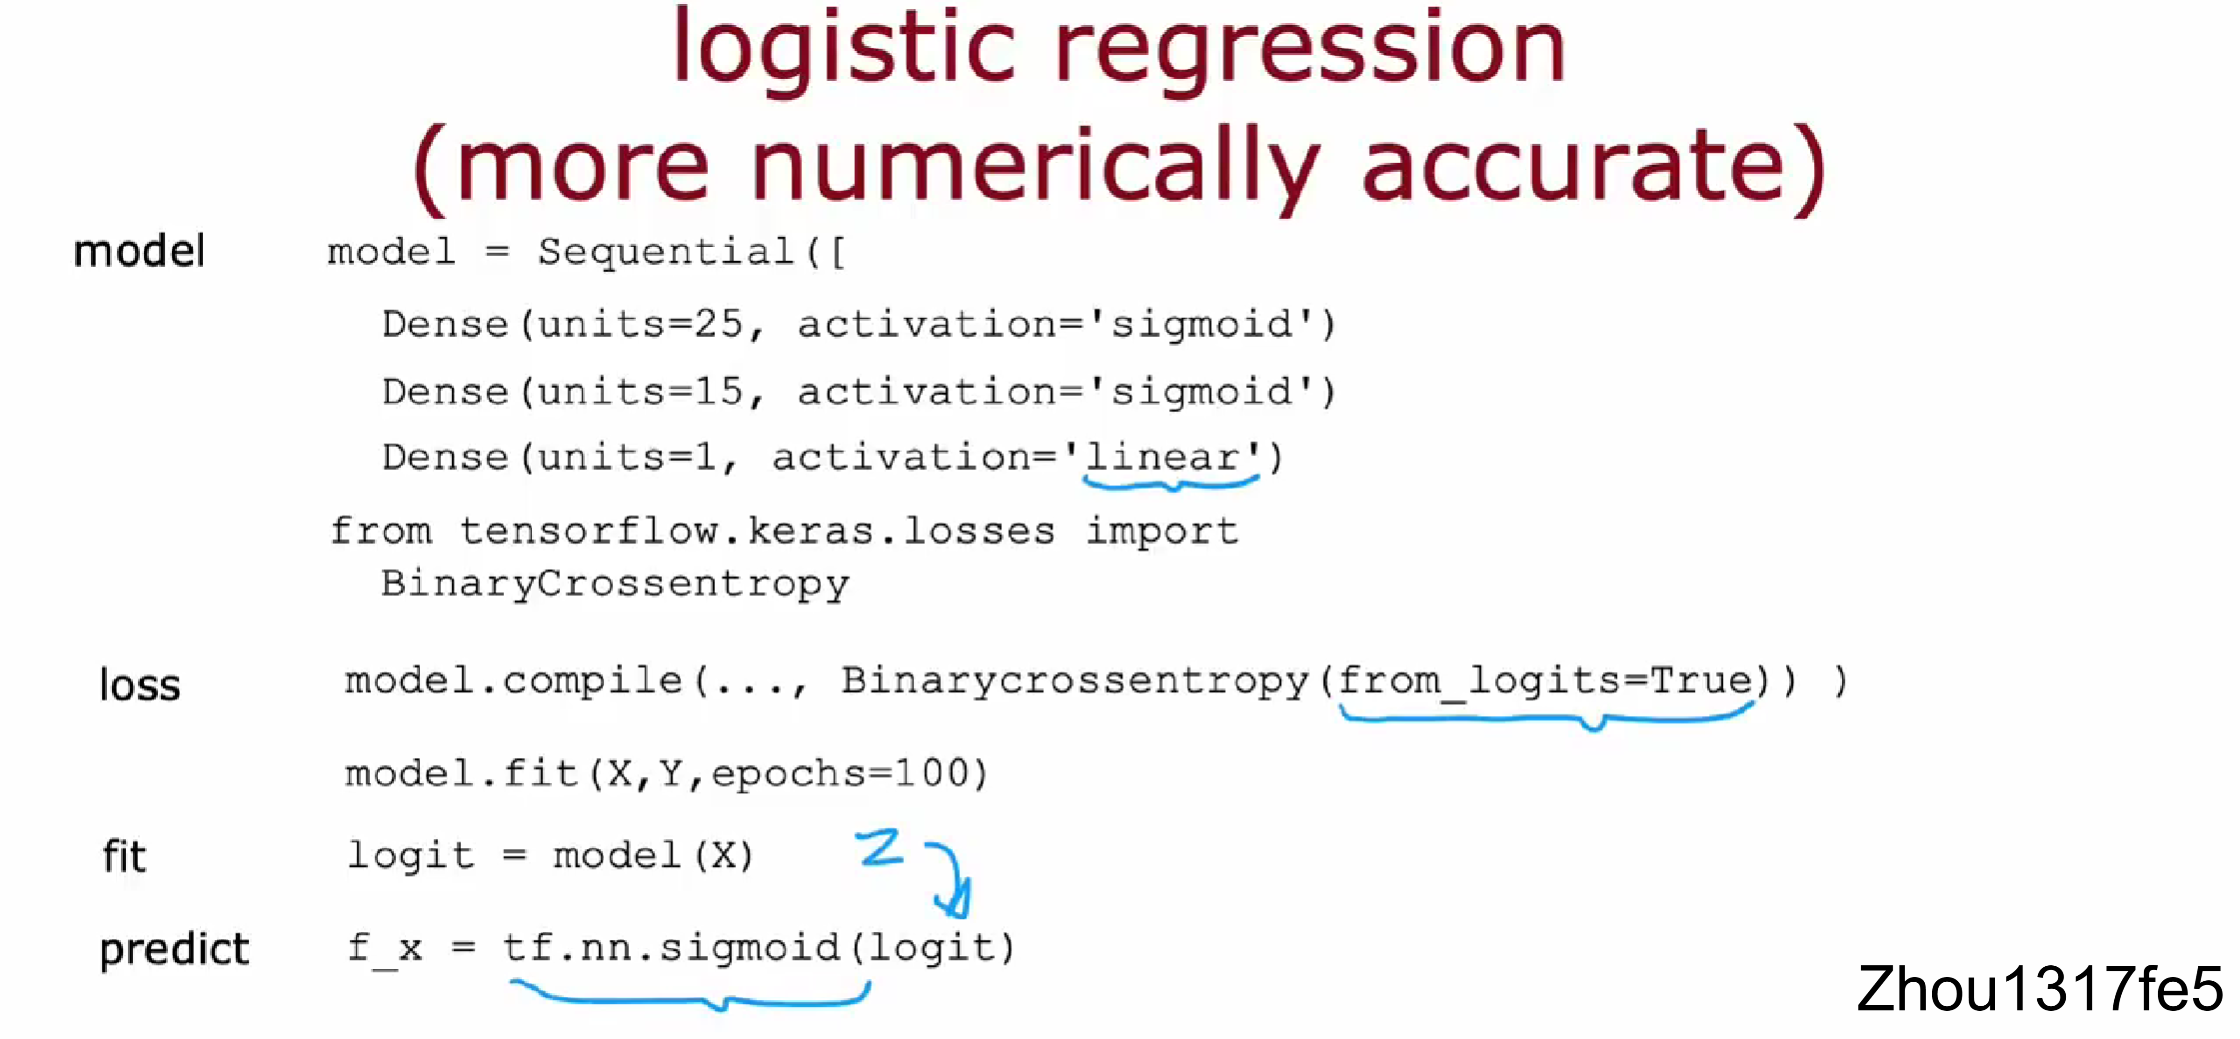 logistic regression
(more numerically accurate)
model model = Sequential([
Dense(units=25, activation='sigmoid')
Dense(units=15, activation='sigmoid')
Dense(units=1, activation='linear')
from tensorflow.keras.losses import
BinaryCrossentropy
loss model.compile(..., Binarycrossentropy(from_logits=True)) )
model.fit(X,Y,epochs=100)
fit logit = model(X) z
predict f_x = tf.nn.sigmoid(logit)
Zhou1317fe5